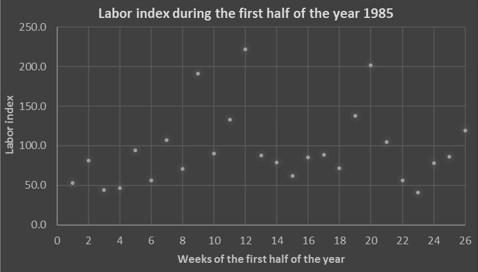 Labor index during the first half of the year 1985
250.0
200.0
150.0
100.0
50.0
0.0
Labor index
0 2 4 6 8 10 12 14 16 18 20 22 24 26
Weeks of the first half of the year